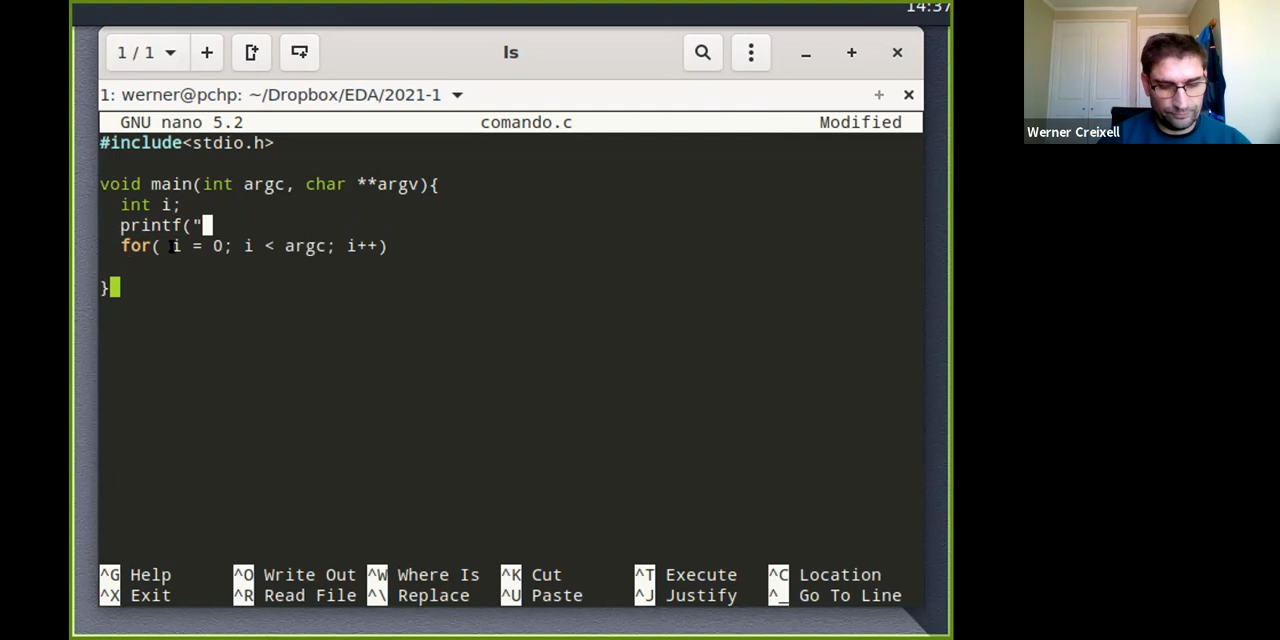 14:37
1 / 1
ls
1: werner@pchp: ~/Dropbox/EDA/2021-1
GNU nano 5.2 comando.c Modified
#include<stdio.h>
void main(int argc, char **argv){
int i;
printf("
for( i = 0; i < argc; i++)
}
^G Help ^O Write Out ^W Where Is ^K Cut ^T Execute ^C Location
^X Exit ^R Read File ^\ Replace ^U Paste ^J Justify ^_ Go To Line
Werner Creixell